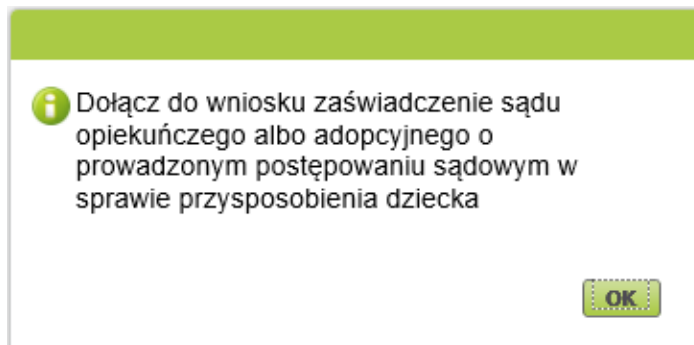 Dołącz do wniosku zaświadczenie sądu
opiekuńczego albo adopcyjnego o
prowadzonym postępowaniu sądowym w
sprawie przysposobienia dziecka
OK